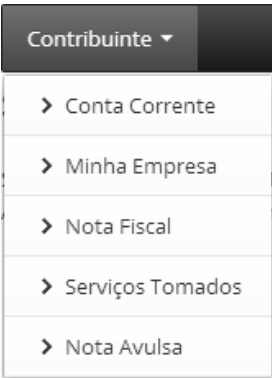 Contribuinte
Conta Corrente
Minha Empresa
Nota Fiscal
Serviços Tomados
Nota Avulsa